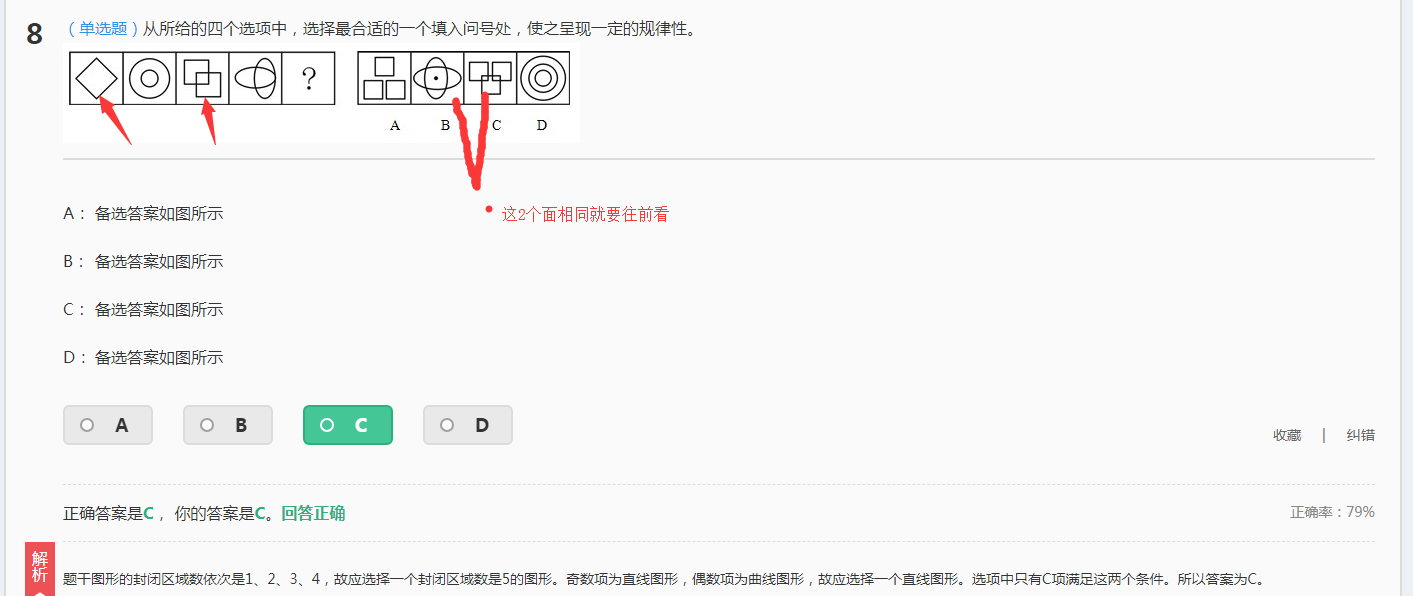 8 （单选题）从所给的四个选项中，选择最合适的一个填入问号处，使之呈现一定的规律性。
?
A B C D
A： 备选答案如图所示
这2个面相同就要往前看
B： 备选答案如图所示
C： 备选答案如图所示
D： 备选答案如图所示
A B C D
收藏 | 纠错
正确答案是C， 你的答案是C。回答正确
正确率：79%
解析
题干图形的封闭区域数依次是1、2、3、4，故应选择一个封闭区域数是5的图形。奇数项为直线图形，偶数项为曲线图形，故应选择一个直线图形。选项中只有C项满足这两个条件。所以答案为C。